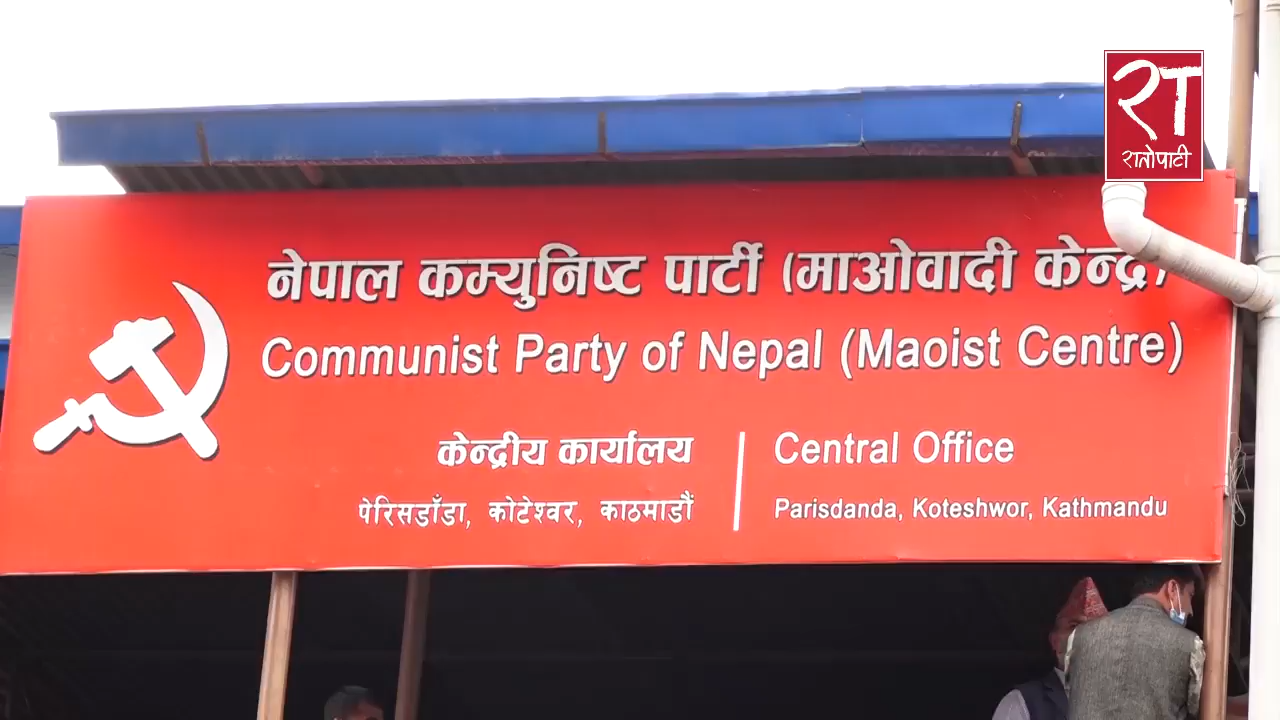 रा
रातोपाटी
नेपाल कम्युनिष्ट पार्टी (माओवादी केन्द्र)
Communist Party of Nepal (Maoist Centre)
केन्द्रीय कार्यालय
पेरिसडाँडा, कोटेश्वर, काठमाडौं
Central Office
Parisdanda, Koteshwor, Kathmandu